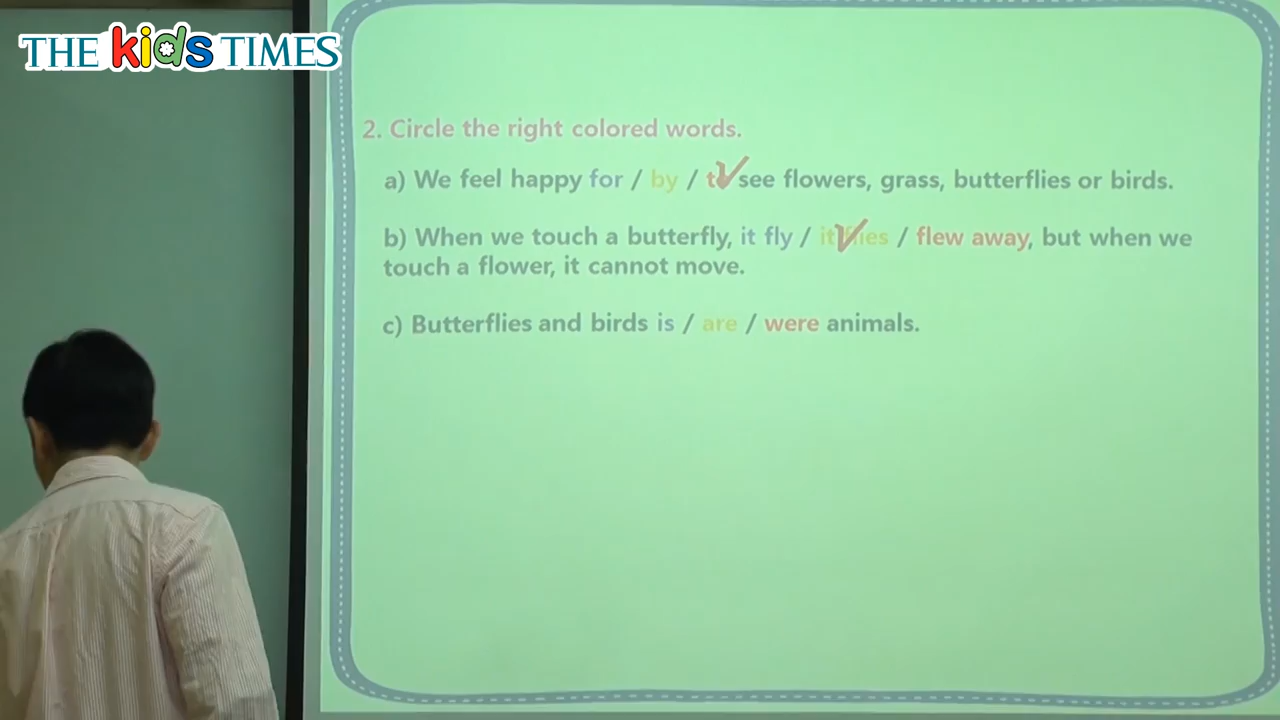 THE kids TIMES
2. Circle the right colored words.
a) We feel happy for / by / to see flowers, grass, butterflies or birds.
b) When we touch a butterfly, it fly / it flies / flew away, but when we
touch a flower, it cannot move.
c) Butterflies and birds is / are / were animals.